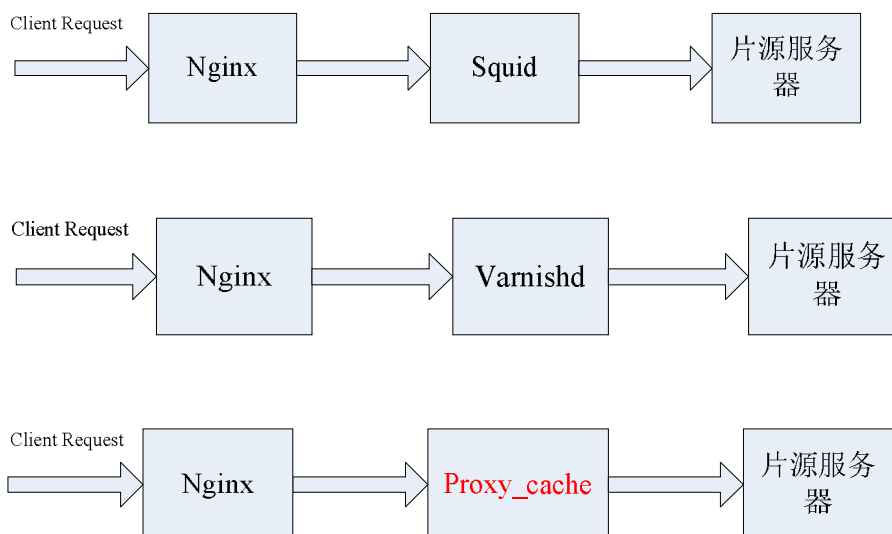 Client Request
Nginx
Squid
片源服务
器
Client Request
Nginx
Varnishd
片源服务
器
Client Request
Nginx
Proxy_cache
片源服务
器